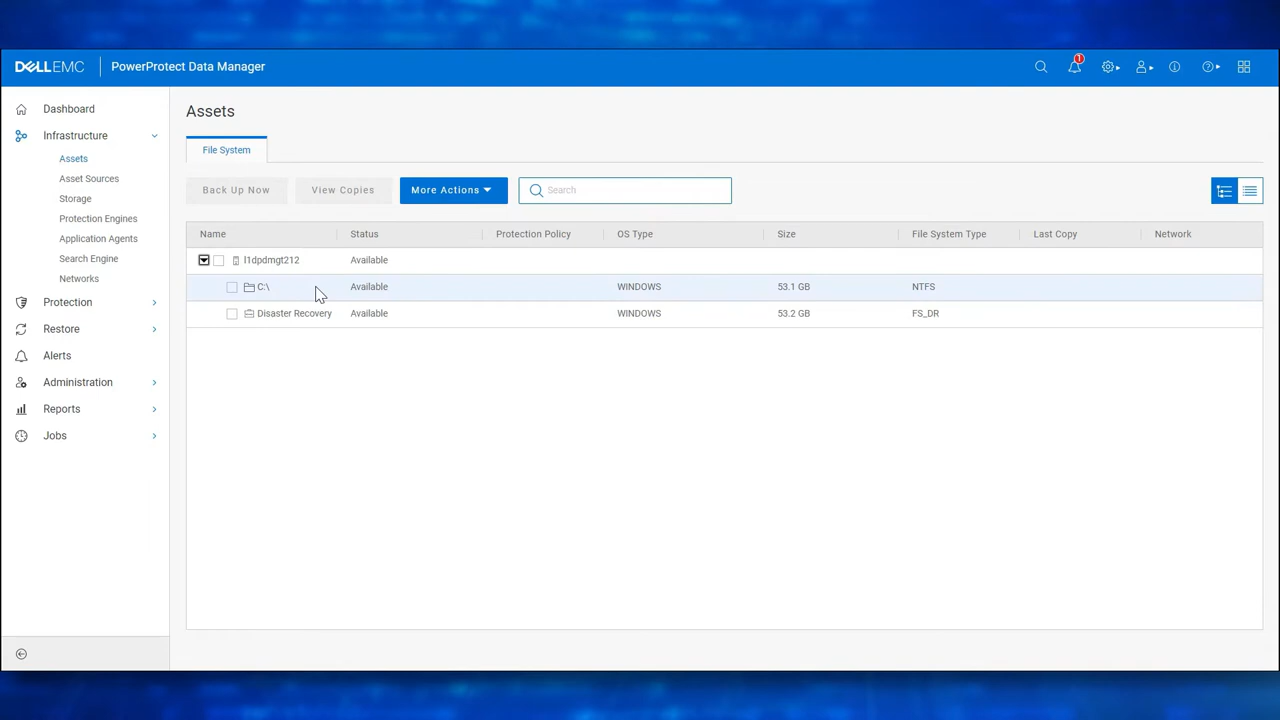 DELLEMC PowerProtect Data Manager
1
Dashboard
Infrastructure
Assets
Asset Sources
Storage
Protection Engines
Application Agents
Search Engine
Networks
Protection
Restore
Alerts
Administration
Reports
Jobs
Assets
File System
Back Up Now View Copies More Actions Search
Name Status Protection Policy OS Type Size File System Type Last Copy Network
l1dpdmgt212 Available
C:\ Available WINDOWS 53.1 GB NTFS
Disaster Recovery Available WINDOWS 53.2 GB FS_DR